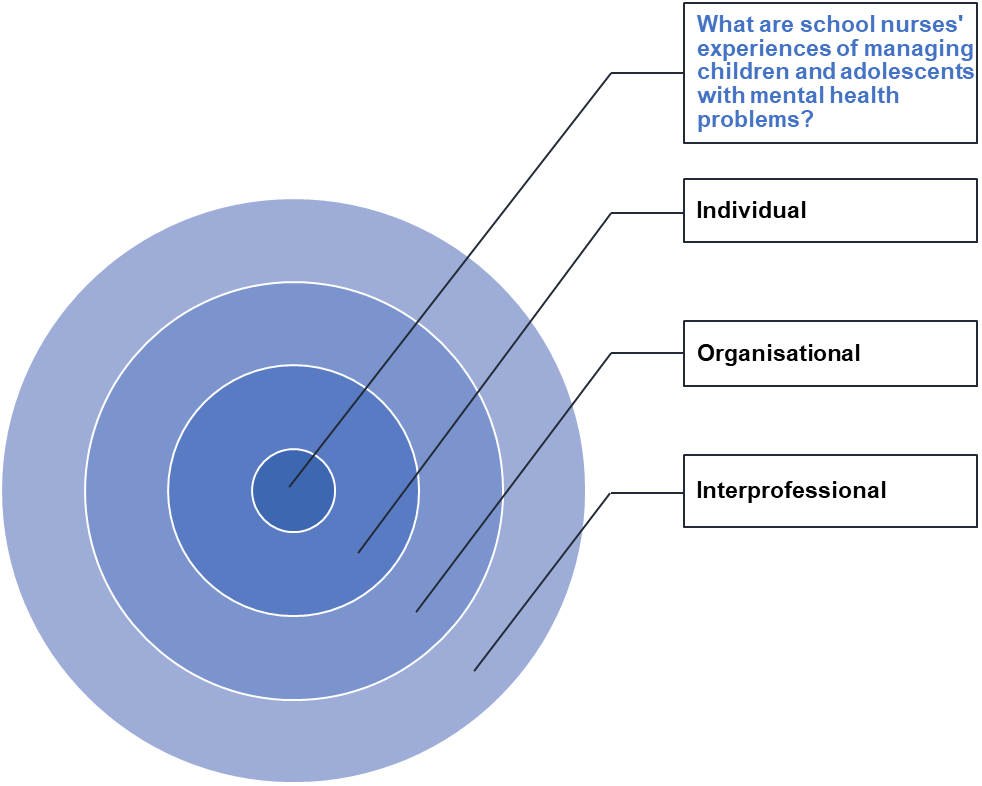 What are school nurses'
experiences of managing
children and adolescents
with mental health
problems?
Individual
Organisational
Interprofessional